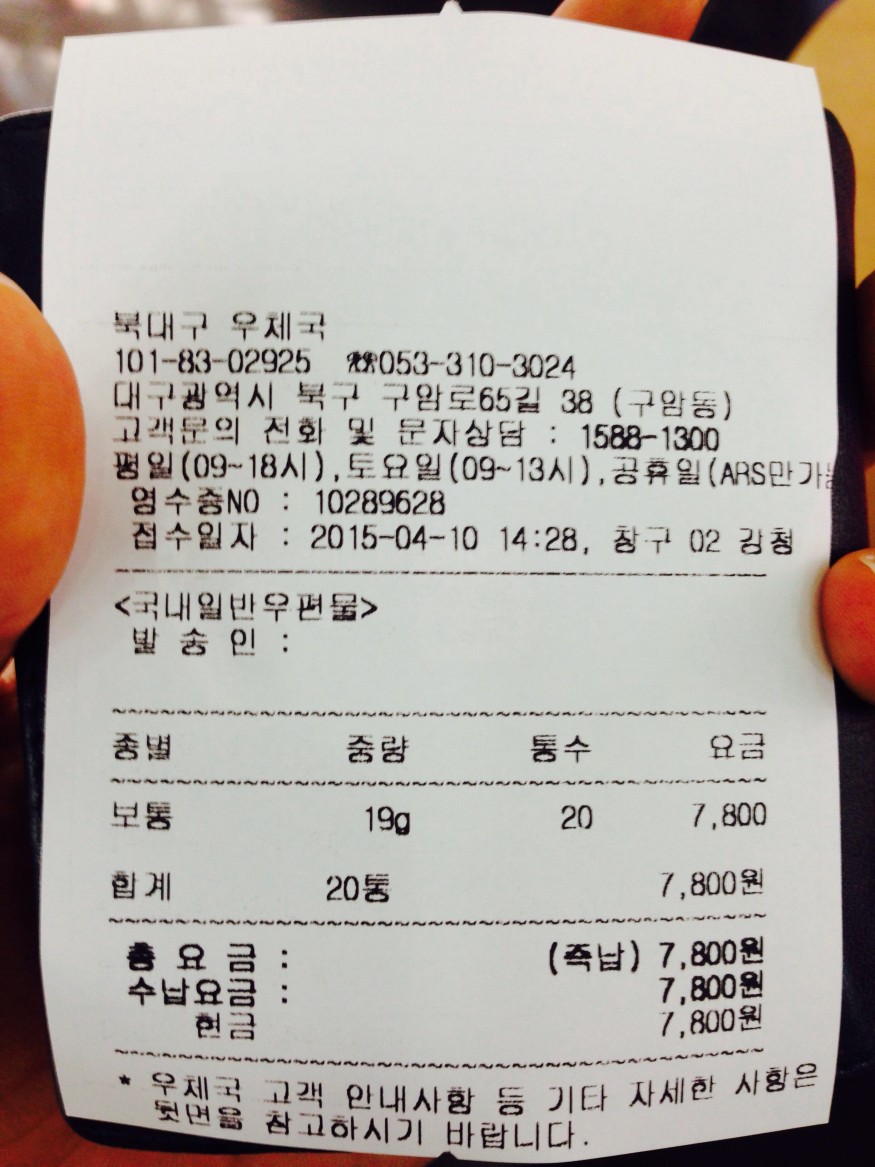 북대구 우체국
101-83-02925 ☎053-310-3024
대구광역시 북구 구암로65길 38 (구암동)
고객문의 전화 및 문자상담 : 1588-1300
평일(09~18시),토요일(09~13시),공휴일(ARS만가능
영수증NO : 10289628
접수일자 : 2015-04-10 14:28, 창구 02 강청
<국내일반우편물>
발 송 인 :
종별 중량 통수 요금
보통 19g 20 7,800
합계 20통 7,800원
총 요 금 : (즉납) 7,800원
수납요금 : 7,800원
현금 7,800원
* 우체국 고객 안내사항 등 기타 자세한 사항은
뒷면을 참고하시기 바랍니다.